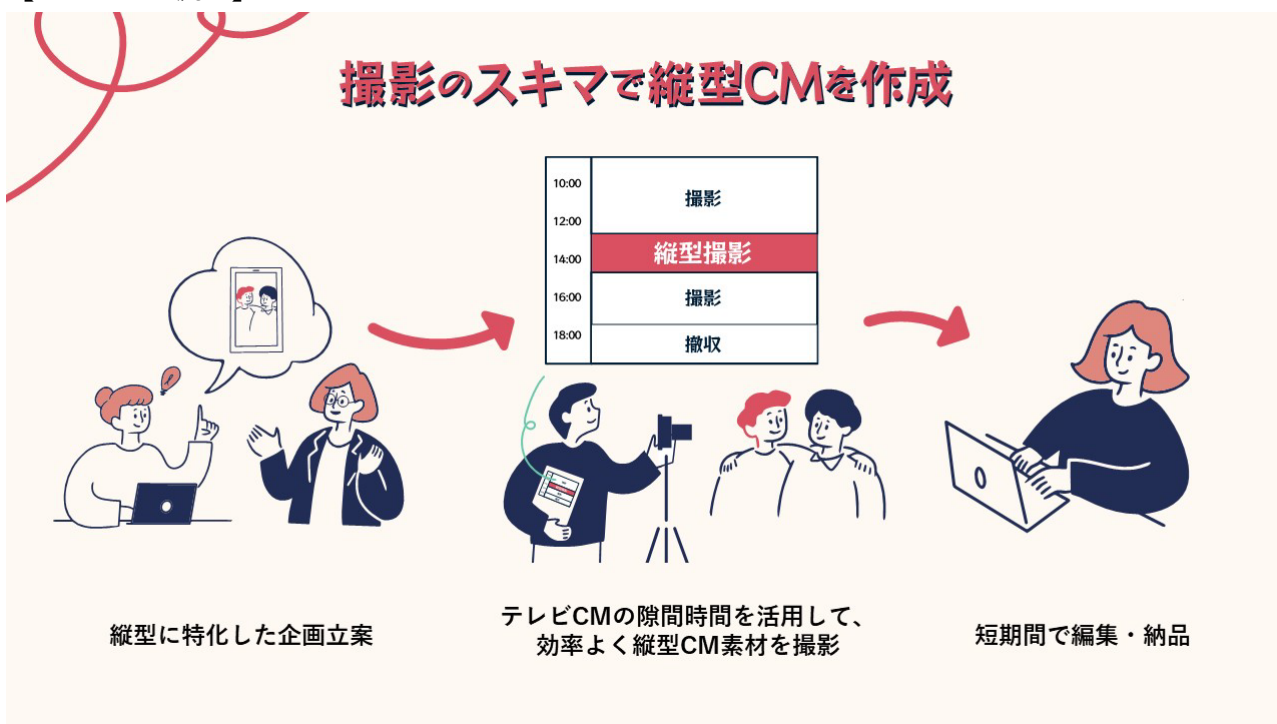 撮影のスキマで縦型CMを作成
10:00
撮影
12:00
縦型撮影
14:00
16:00
撮影
18:00
撤収
縦型に特化した企画立案
テレビCMの隙間時間を活用して、
効率よく縦型CM素材を撮影
短期間で編集・納品